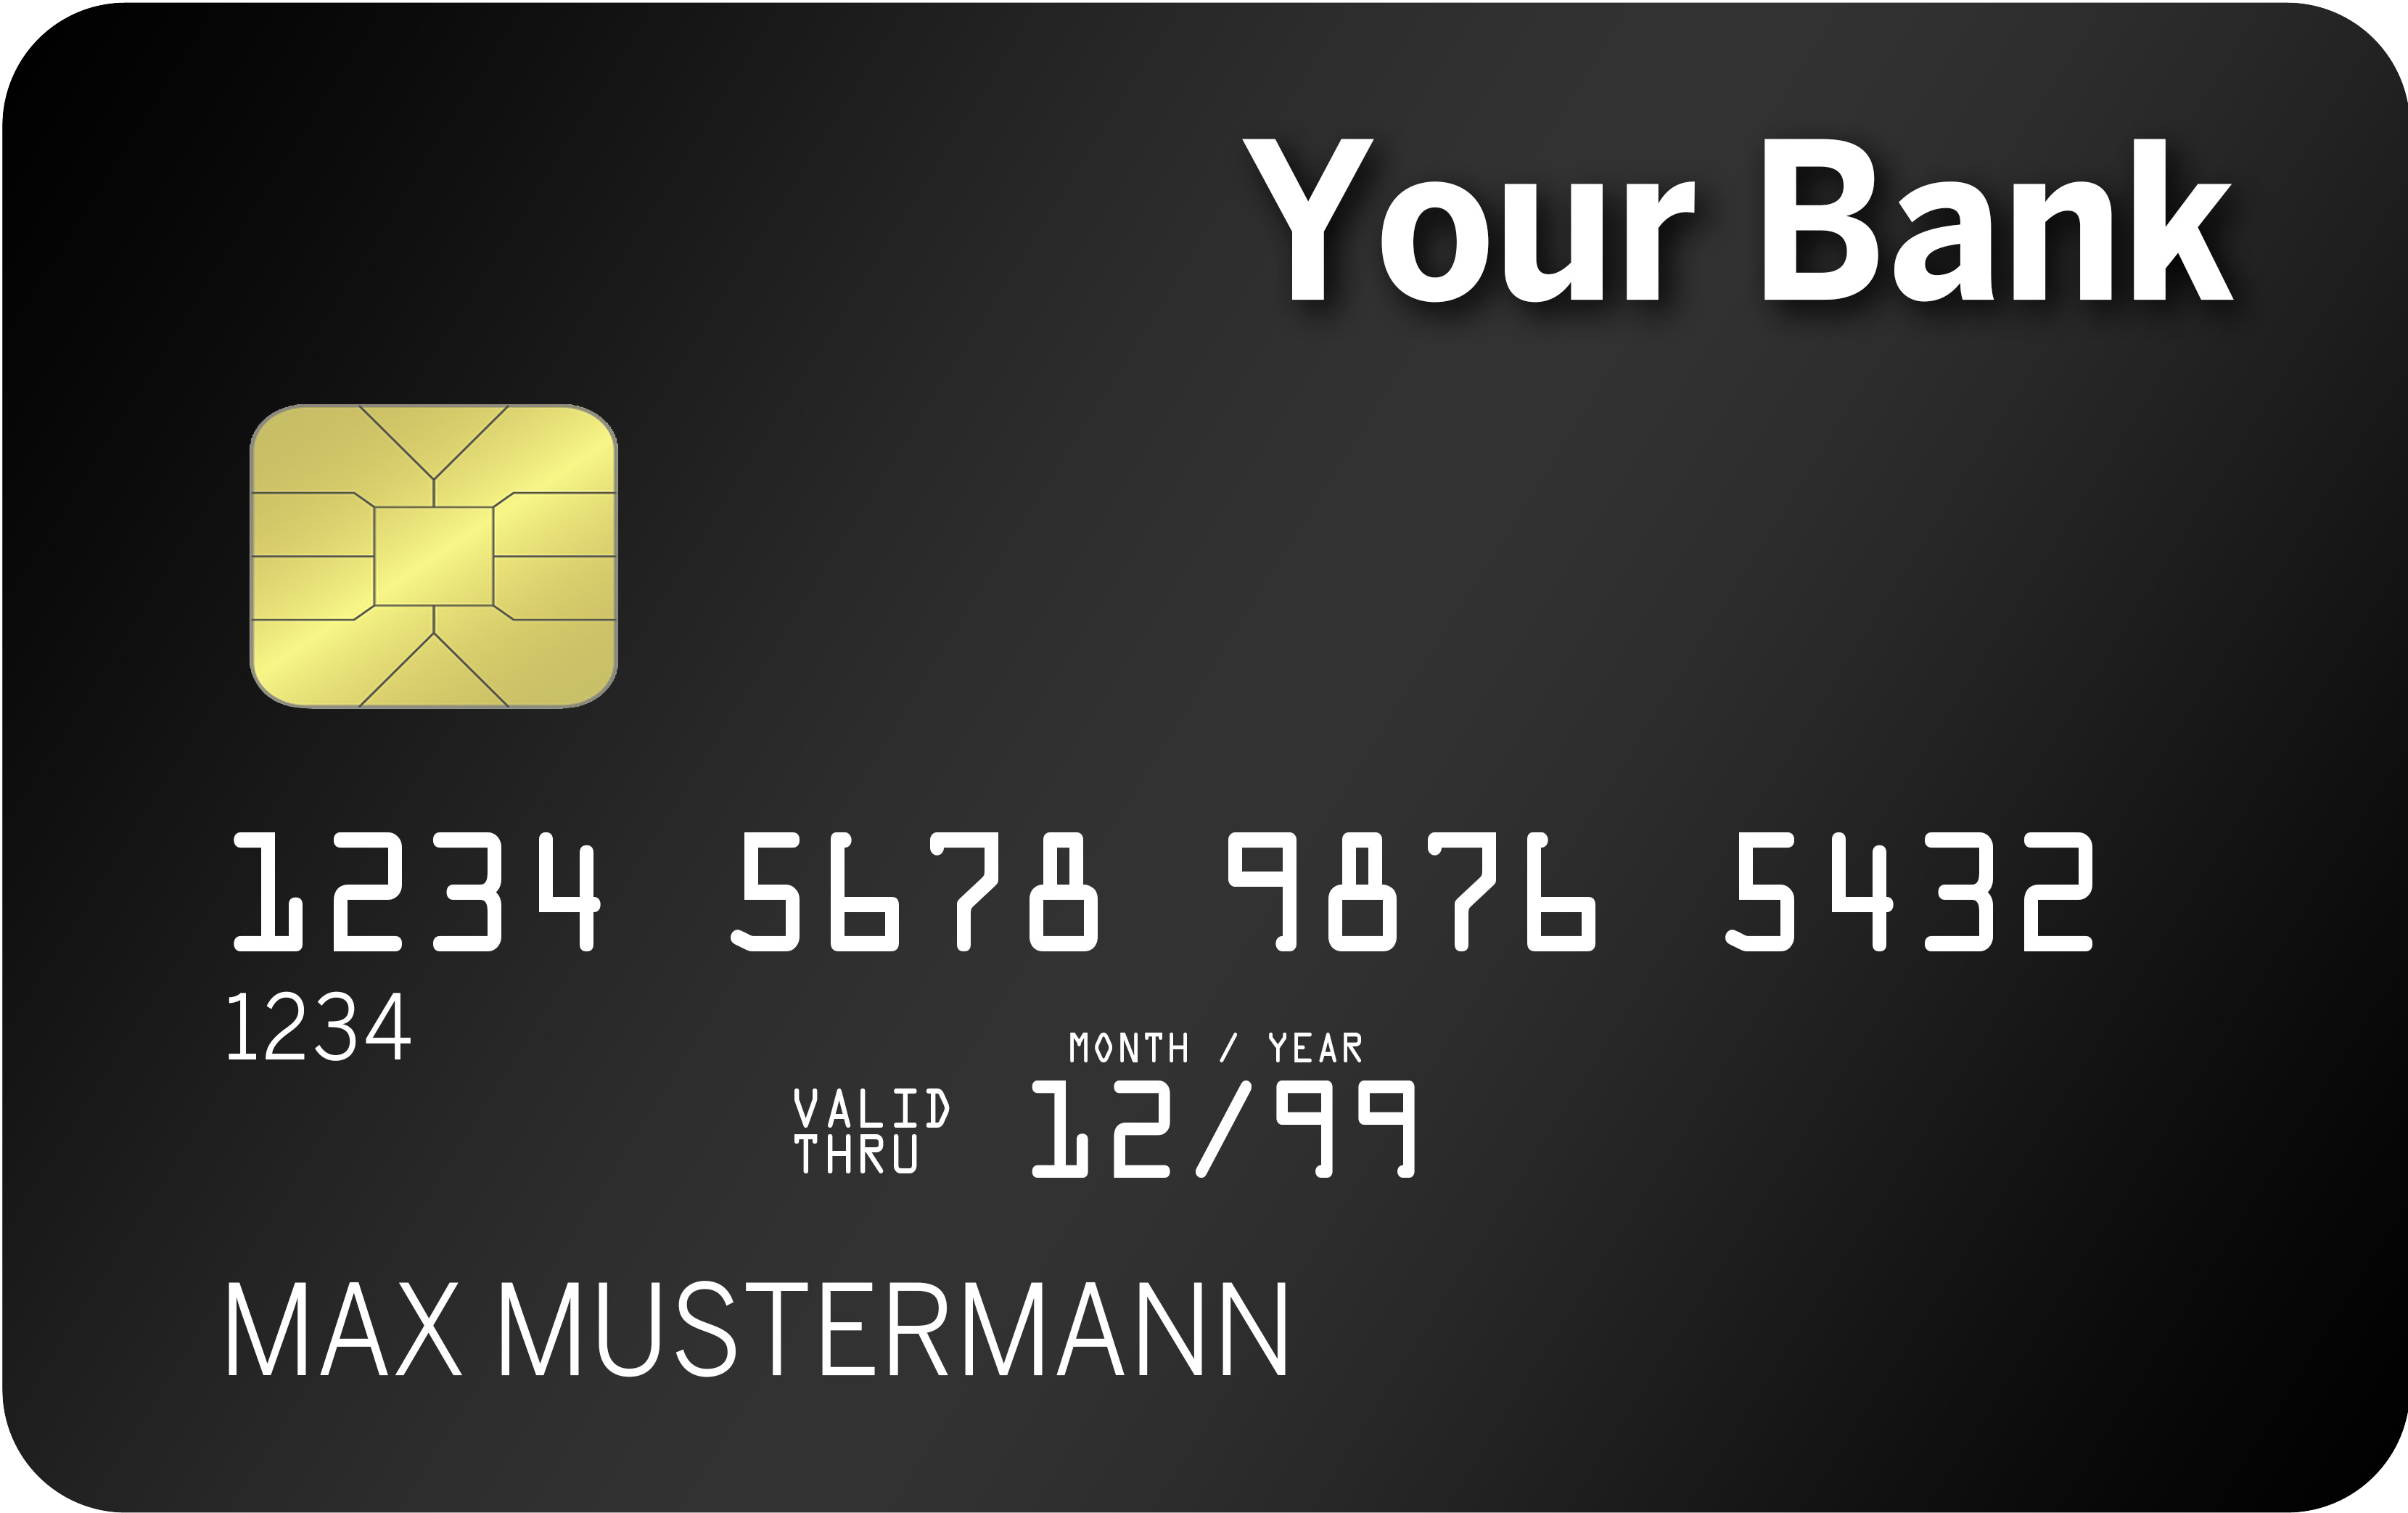 Your Bank
1234 5678 9876 5432
1234
MONTH / YEAR
VALID
THRU
12/99
MAX MUSTERMANN